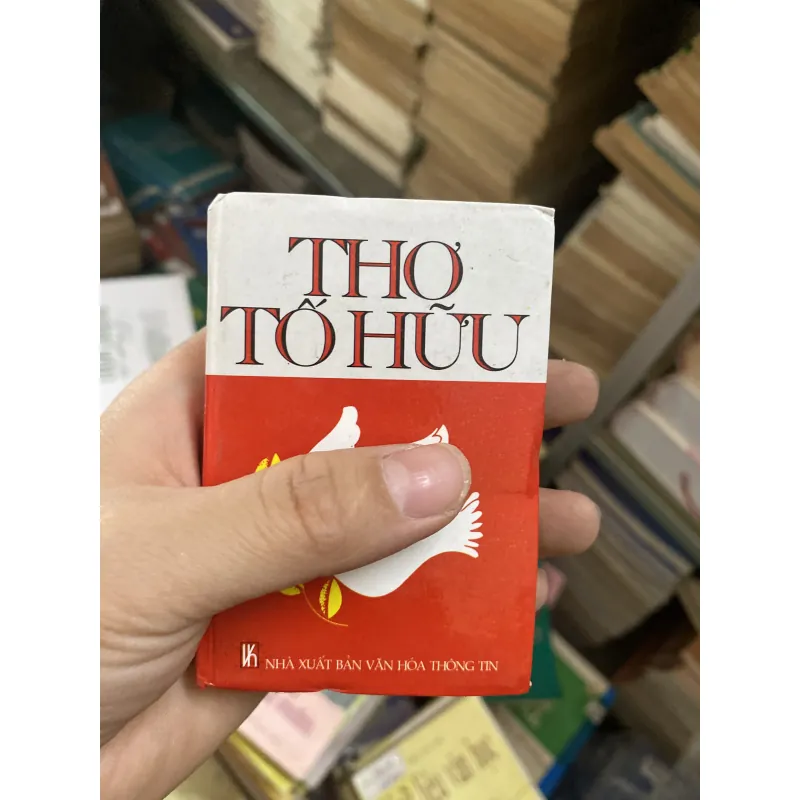 THƠ
TỐ HỮU
NHÀ XUẤT BẢN VĂN HÓA THÔNG TIN